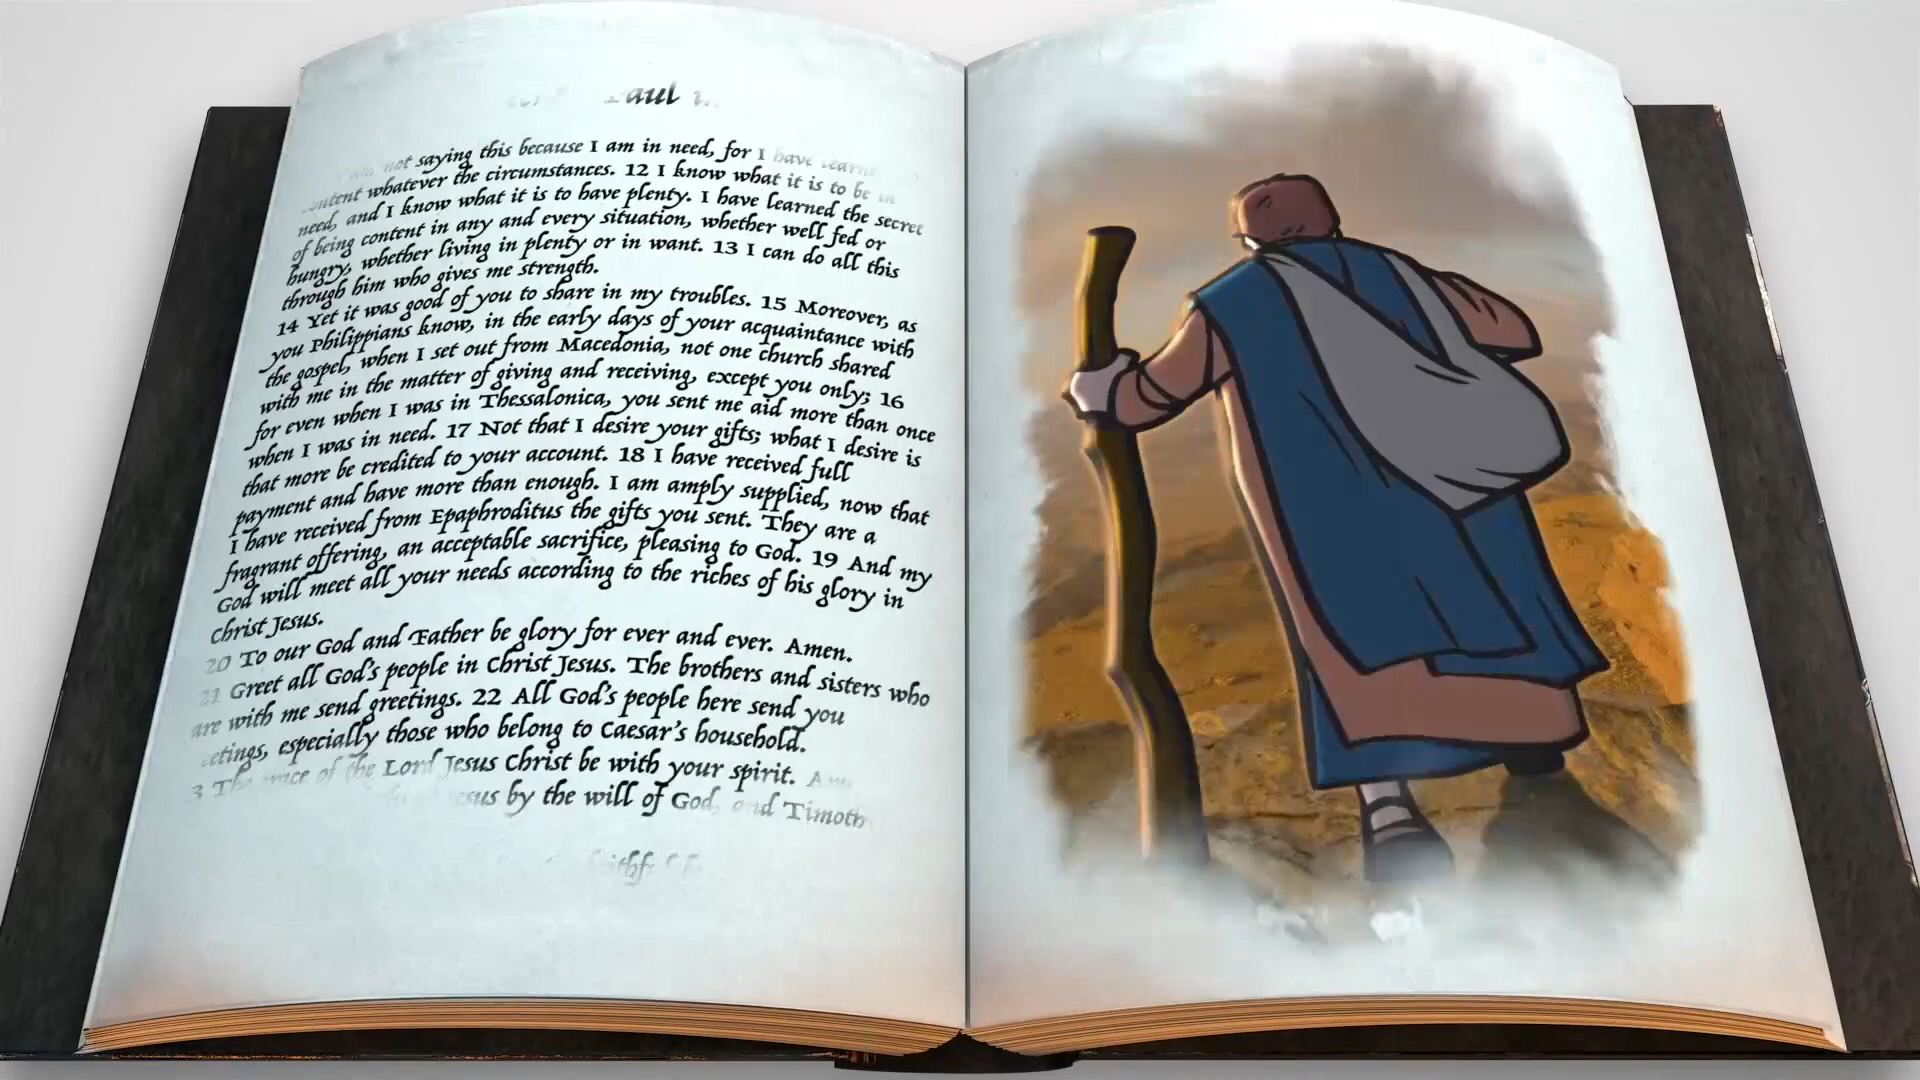 Paul
not saying this because I am in need, for I have learned
content whatever the circumstances. 12 I know what it is to be in
need, and I know what it is to have plenty. I have learned the secret
of being content in any and every situation, whether well fed or
hungry, whether living in plenty or in want. 13 I can do all this
through him who gives me strength.
14 Yet it was good of you to share in my troubles. 15 Moreover, as
you Philippians know, in the early days of your acquaintance with
the gospel, when I set out from Macedonia, not one church shared
with me in the matter of giving and receiving, except you only; 16
for even when I was in Thessalonica, you sent me aid more than once
when I was in need. 17 Not that I desire your gifts; what I desire is
that more be credited to your account. 18 I have received full
payment and have more than enough. I am amply supplied, now that
I have received from Epaphroditus the gifts you sent. They are a
fragrant offering, an acceptable sacrifice, pleasing to God. 19 And my
God will meet all your needs according to the riches of his glory in
Christ Jesus.
20 To our God and Father be glory for ever and ever. Amen.
21 Greet all God's people in Christ Jesus. The brothers and sisters who
are with me send greetings. 22 All God's people here send you
especially those who belong to Caesar's household.
The of the Lord Jesus Christ be with your spirit.
by the will of God, and